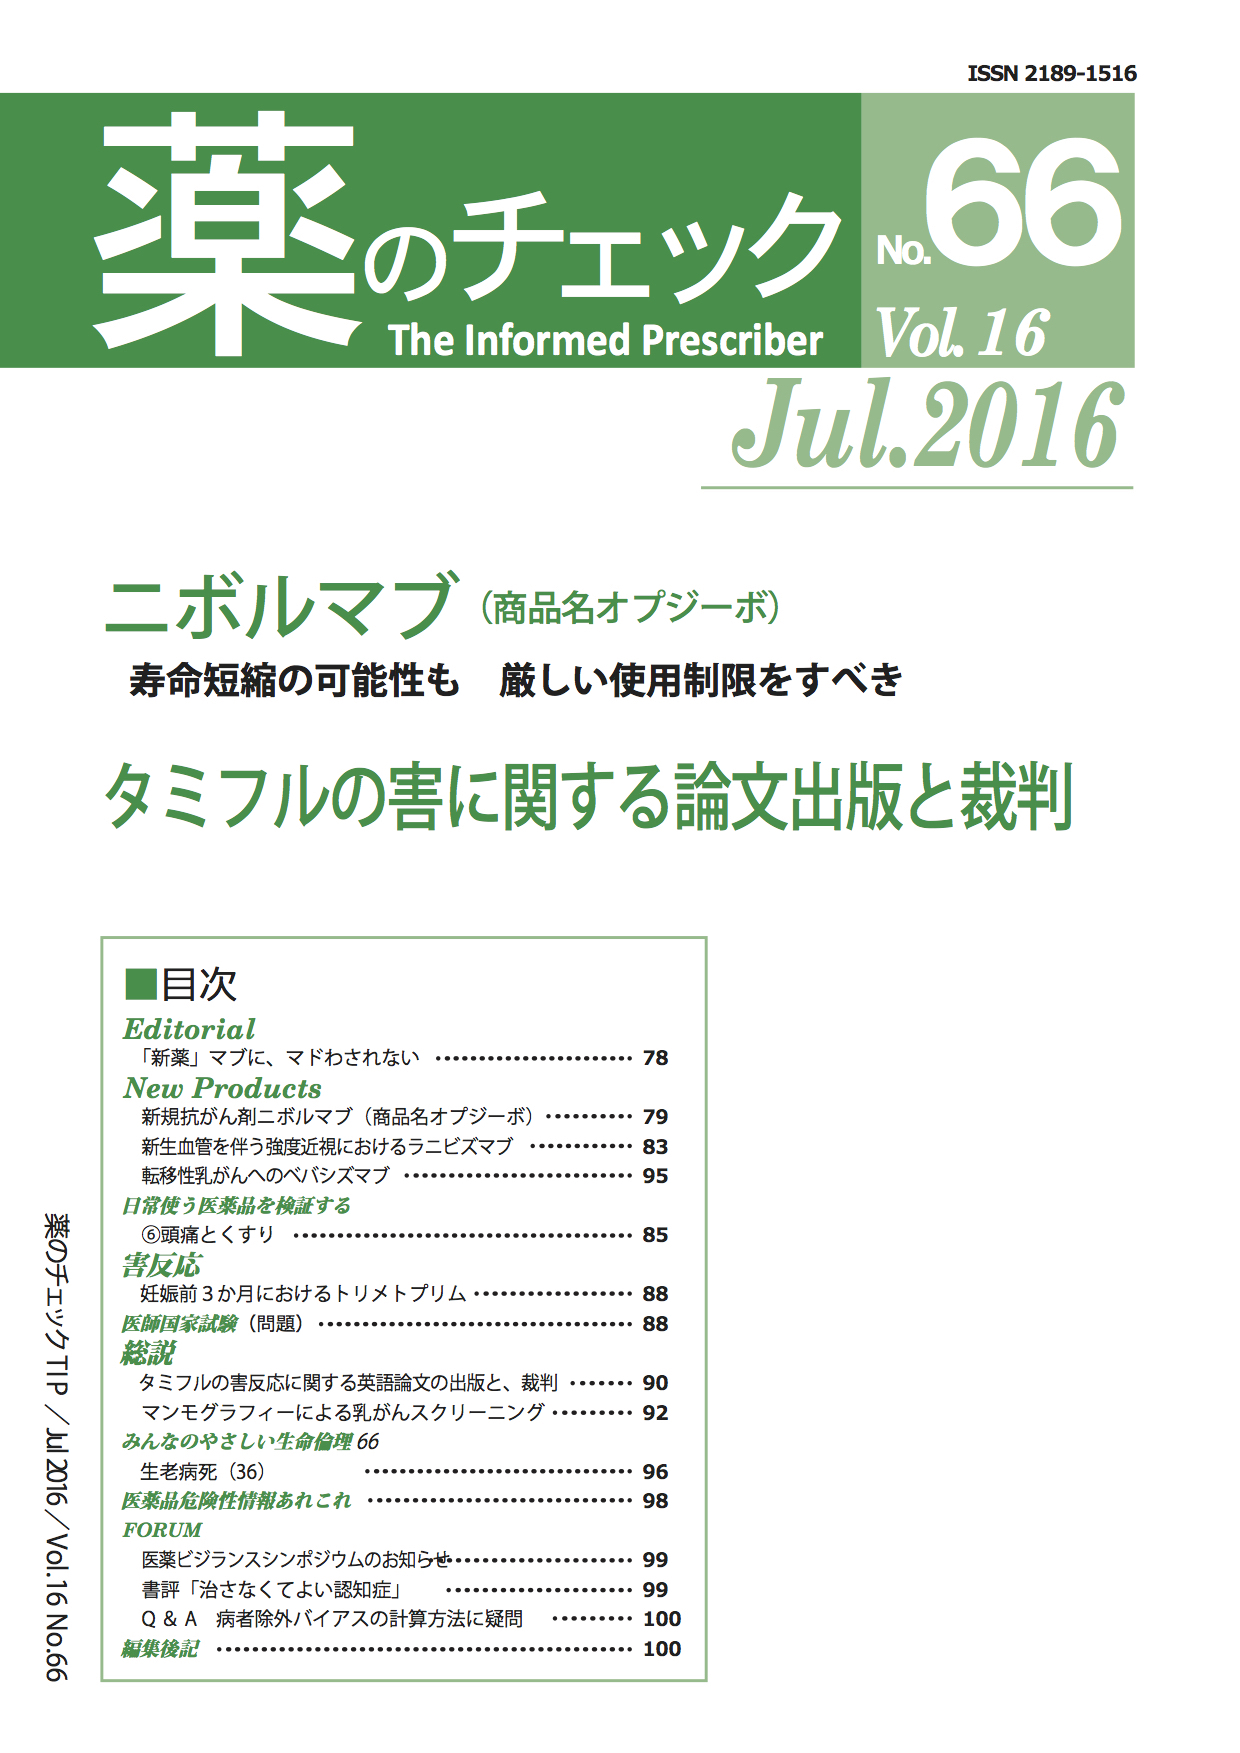 ISSN 2189-1516
薬のチェック
The Informed Prescriber
No.66
Vol.16
Jul.2016
ニボルマブ（商品名オプジーボ）
寿命短縮の可能性も　厳しい使用制限をすべき
タミフルの害に関する論文出版と裁判
■目次
Editorial
「新薬」マブに、マドわされない …………………… 78
New Products
新規抗がん剤ニボルマブ（商品名オプジーボ）……… 79
新生血管を伴う強度近視におけるラニビズマブ ………… 83
転移性乳がんへのベバシズマブ ………………………… 95
日常使う医薬品を検証する
⑥頭痛とくすり …………………………………… 85
害反応
妊娠前３か月におけるトリメトプリム ……………… 88
医師国家試験（問題）………………………………… 88
総説
タミフルの害反応に関する英語論文の出版と、裁判 ……… 90
マンモグラフィーによる乳がんスクリーニング ……… 92
みんなのやさしい生命倫理 66
生老病死（36） …………………………… 96
医薬品危険性情報あれこれ …………………………… 98
FORUM
医薬ビジランスシンポジウムのお知らせ…………………… 99
書評「治さなくてよい認知症」 …………………… 99
Ｑ＆Ａ　病者除外バイアスの計算方法に疑問 ……… 100
編集後記 ……………………………………………… 100
薬のチェックTIP ／Jul 2016／Vol.16 No.66